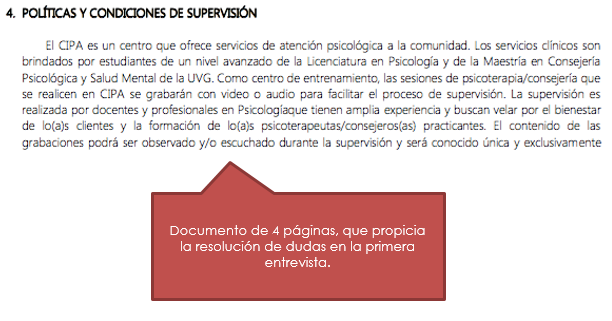 4. POLÍTICAS Y CONDICIONES DE SUPERVISIÓN
El CIPA es un centro que ofrece servicios de atención psicológica a la comunidad. Los servicios clínicos son
brindados por estudiantes de un nivel avanzado de la Licenciatura en Psicología y de la Maestría en Consejería
Psicológica y Salud Mental de la UVG. Como centro de entrenamiento, las sesiones de psicoterapia/consejería que
se realicen en CIPA se grabarán con video o audio para facilitar el proceso de supervisión. La supervisión es
realizada por docentes y profesionales en Psicologíaque tienen amplia experiencia y buscan velar por el bienestar
de lo(a)s clientes y la formación de lo(a)s psicoterapeutas/consejeros(as) practicantes. El contenido de las
grabaciones podrá ser observado y/o escuchado durante la supervisión y será conocido única y exclusivamente
Documento de 4 páginas, que propicia
la resolución de dudas en la primera
entrevista.